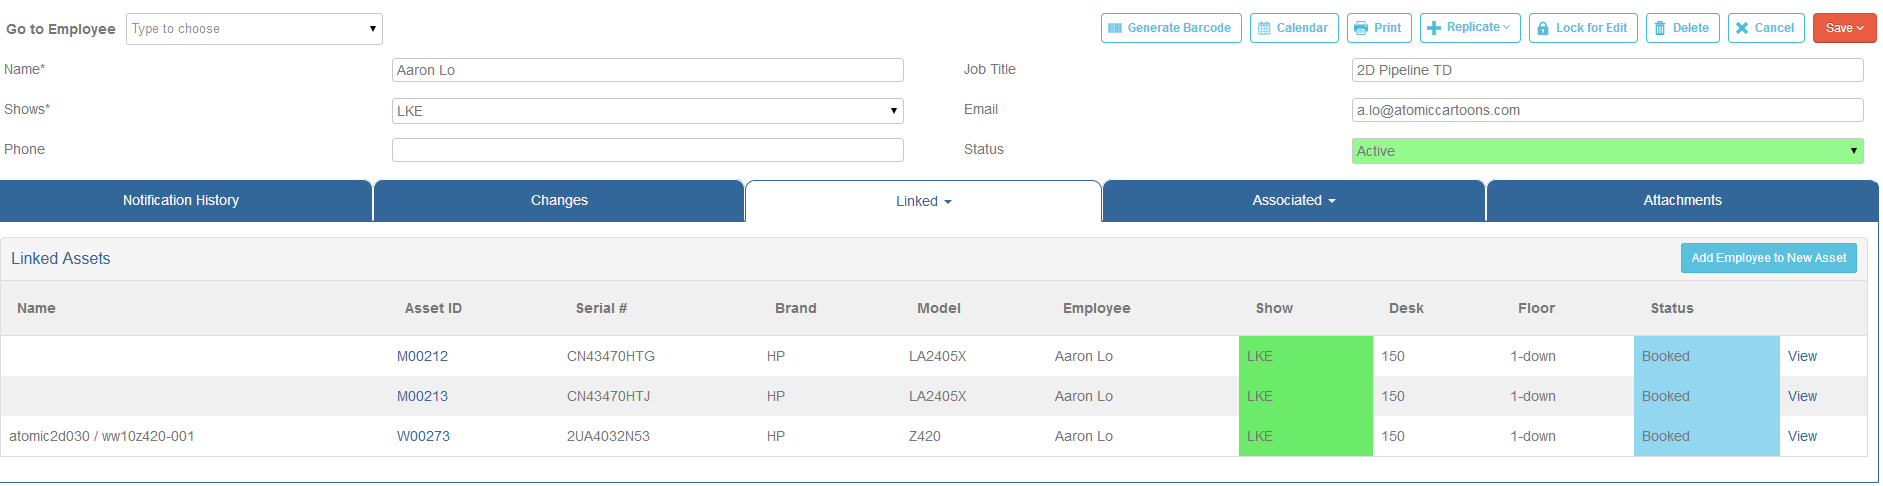 Go to Employee Type to choose Generate Barcode Calendar Print Replicate Lock for Edit Delete Cancel Save
Name* Aaron Lo Job Title 2D Pipeline TD
Shows* LKE Email a.lo@atomiccartoons.com
Phone Status Active
Notification History Changes Linked Associated Attachments
Linked Assets Add Employee to New Asset
Name Asset ID Serial # Brand Model Employee Show Desk Floor Status
M00212 CN43470HTG HP LA2405X Aaron Lo LKE 150 1-down Booked View
M00213 CN43470HTJ HP LA2405X Aaron Lo LKE 150 1-down Booked View
atomic2d030 / ww10z420-001 W00273 2UA4032N53 HP Z420 Aaron Lo LKE 150 1-down Booked View